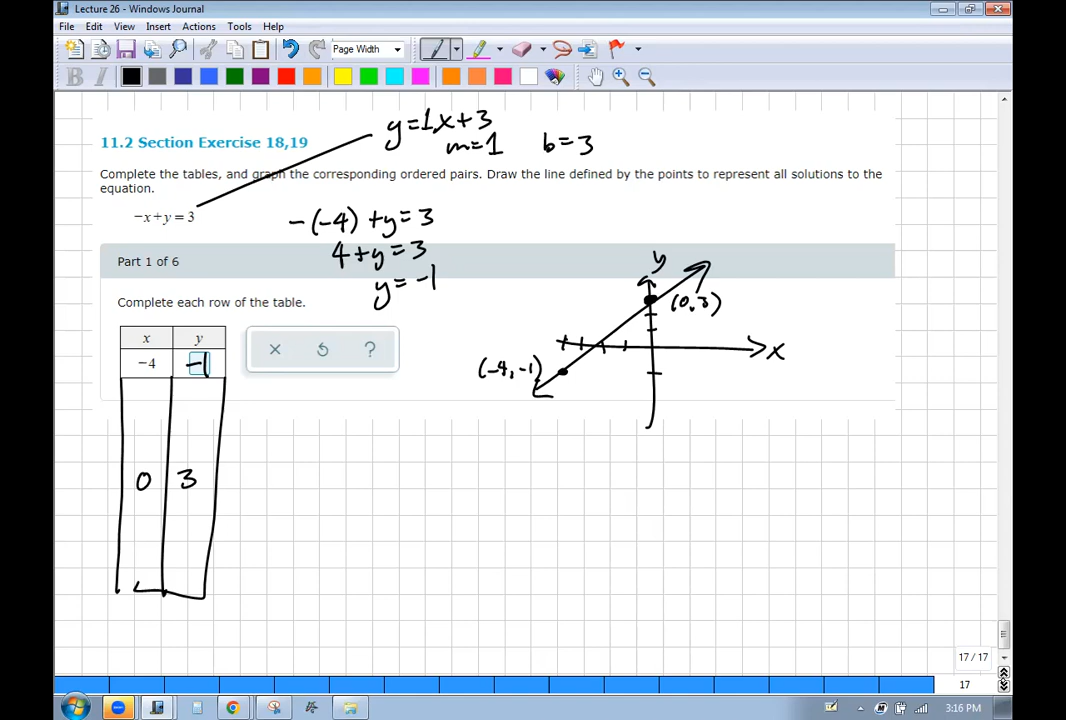 Lecture 26 - Windows Journal
File Edit View Insert Actions Tools Help
Page Width
B I
y=1x+3
11.2 Section Exercise 18,19
m=1 b=3
Complete the tables, and graph the corresponding ordered pairs. Draw the line defined by the points to represent all solutions to the
equation.
−x+y=3
-(-4)+y=3
4+y=3
y=-1
Part 1 of 6
y
Complete each row of the table.
(0,3)
x y
−4 -1
x
(-4,-1)
0 3
17 / 17
17
3:16 PM